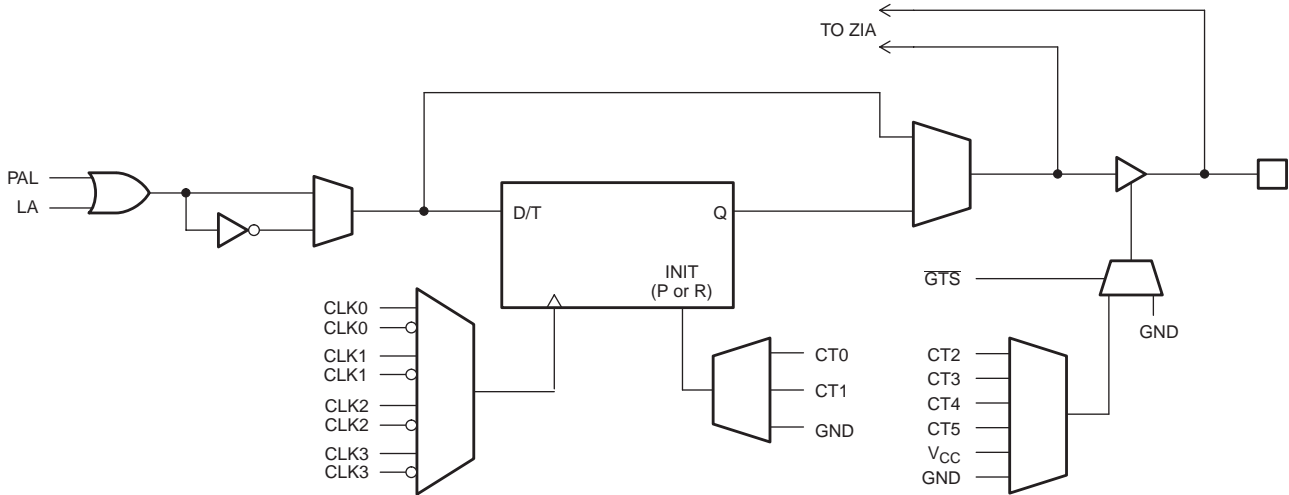 TO ZIA
PAL
LA
D/T
Q
INIT
(P or R)
GTS
GND
CLK0
CLK0
CLK1
CLK1
CLK2
CLK2
CLK3
CLK3
CT0
CT1
GND
CT2
CT3
CT4
CT5
VCC
GND